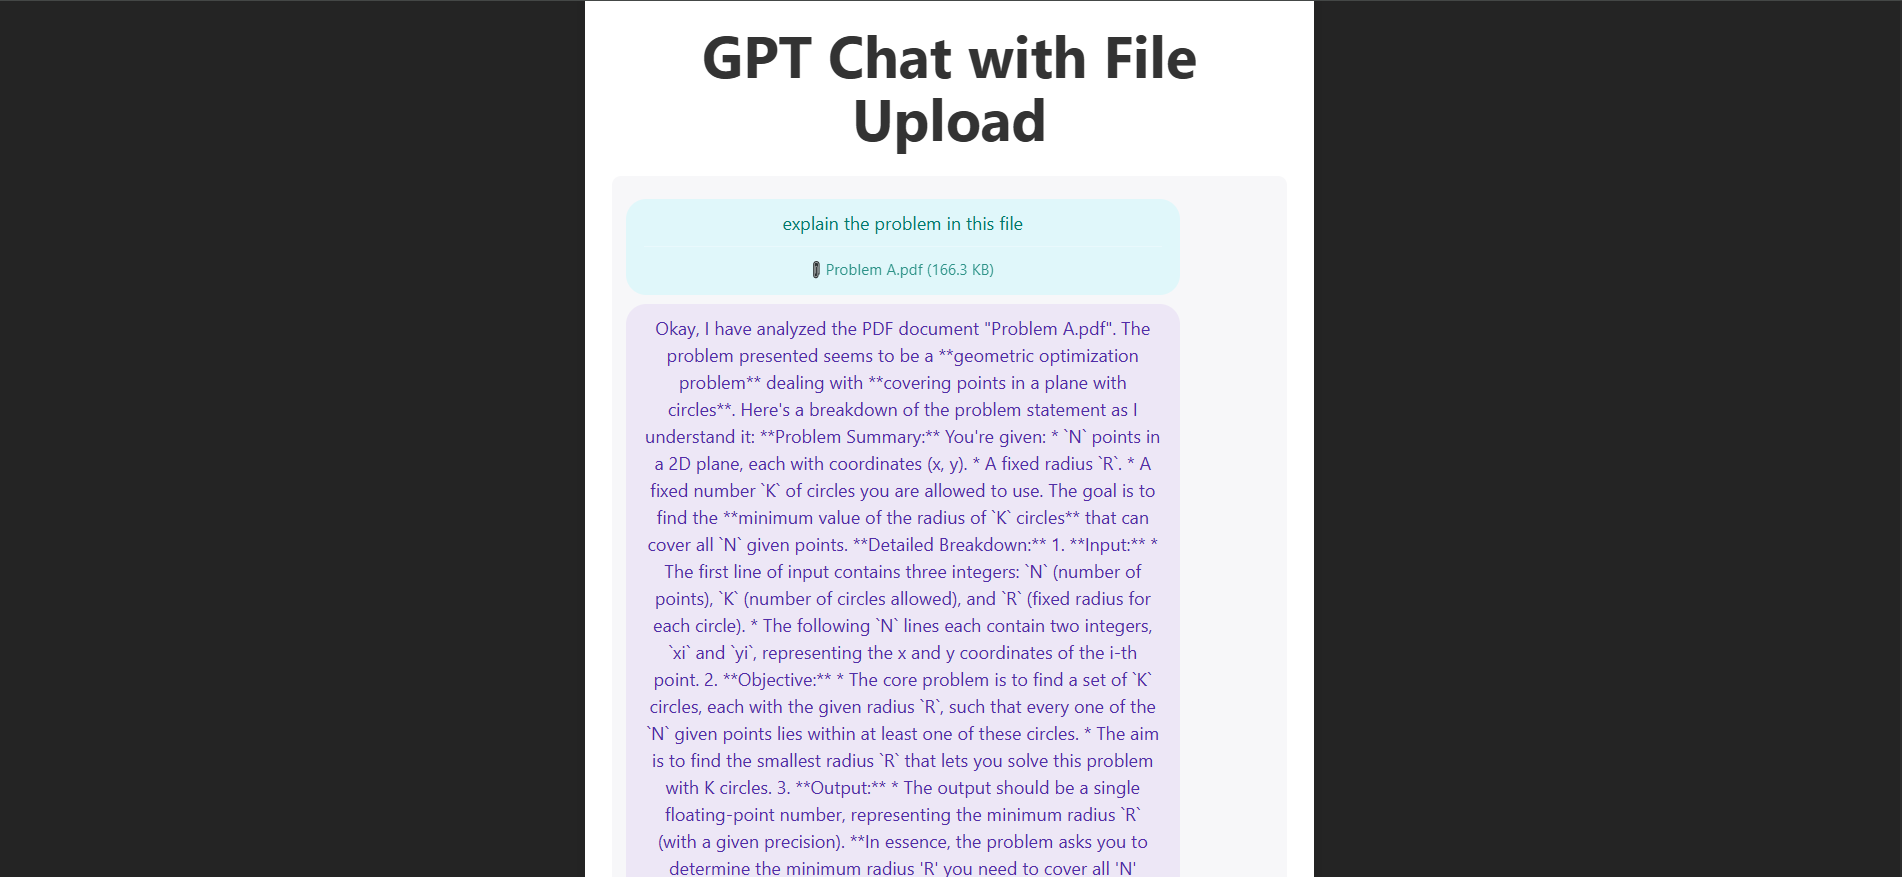 GPT Chat with File
Upload
explain the problem in this file
Problem A.pdf (166.3 KB)
Okay, I have analyzed the PDF document "Problem A.pdf". The
problem presented seems to be a **geometric optimization
problem** dealing with **covering points in a plane with
circles**. Here's a breakdown of the problem statement as I
understand it: **Problem Summary:** You're given: * `N` points in
a 2D plane, each with coordinates (x, y). * A fixed radius `R`. * A
fixed number `K` of circles you are allowed to use. The goal is to
find the **minimum value of the radius of `K` circles** that can
cover all `N` given points. **Detailed Breakdown:** 1. **Input:** *
The first line of input contains three integers: `N` (number of
points), `K` (number of circles allowed), and `R` (fixed radius for
each circle). * The following `N` lines each contain two integers,
`xi` and `yi`, representing the x and y coordinates of the i-th
point. 2. **Objective:** * The core problem is to find a set of `K`
circles, each with the given radius `R`, such that every one of the
`N` given points lies within at least one of these circles. * The aim
is to find the smallest radius `R` that lets you solve this problem
with K circles. 3. **Output:** * The output should be a single
floating-point number, representing the minimum radius `R`
(with a given precision). **In essence, the problem asks you to
determine the minimum radius 'R' you need to cover all 'N'